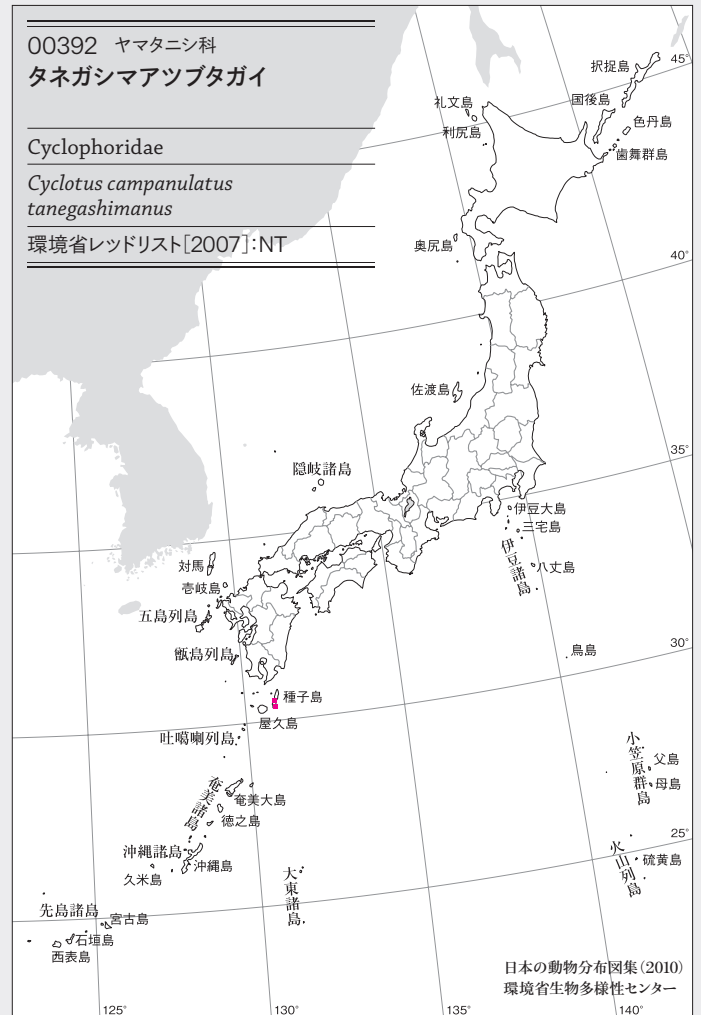 00392 ヤマタニシ科
タネガシマアツブタガイ
Cyclophoridae
Cyclotus campanulatus
tanegashimanus
環境省レッドリスト[2007]:NT
択捉島
国後島
色丹島
歯舞群島
礼文島
利尻島
奥尻島
佐渡島
隠岐諸島
対馬
壱岐島
五島列島
甑島列島
種子島
屋久島
吐噶喇列島
奄美諸島
奄美大島
徳之島
沖縄諸島
沖縄島
久米島
先島諸島
宮古島
石垣島
西表島
大東諸島
伊豆大島
三宅島
伊豆諸島
八丈島
鳥島
小笠原群島
父島
母島
火山列島
硫黄島
45°
40°
35°
30°
25°
125°
130°
135°
140°
日本の動物分布図集(2010)
環境省生物多様性センター